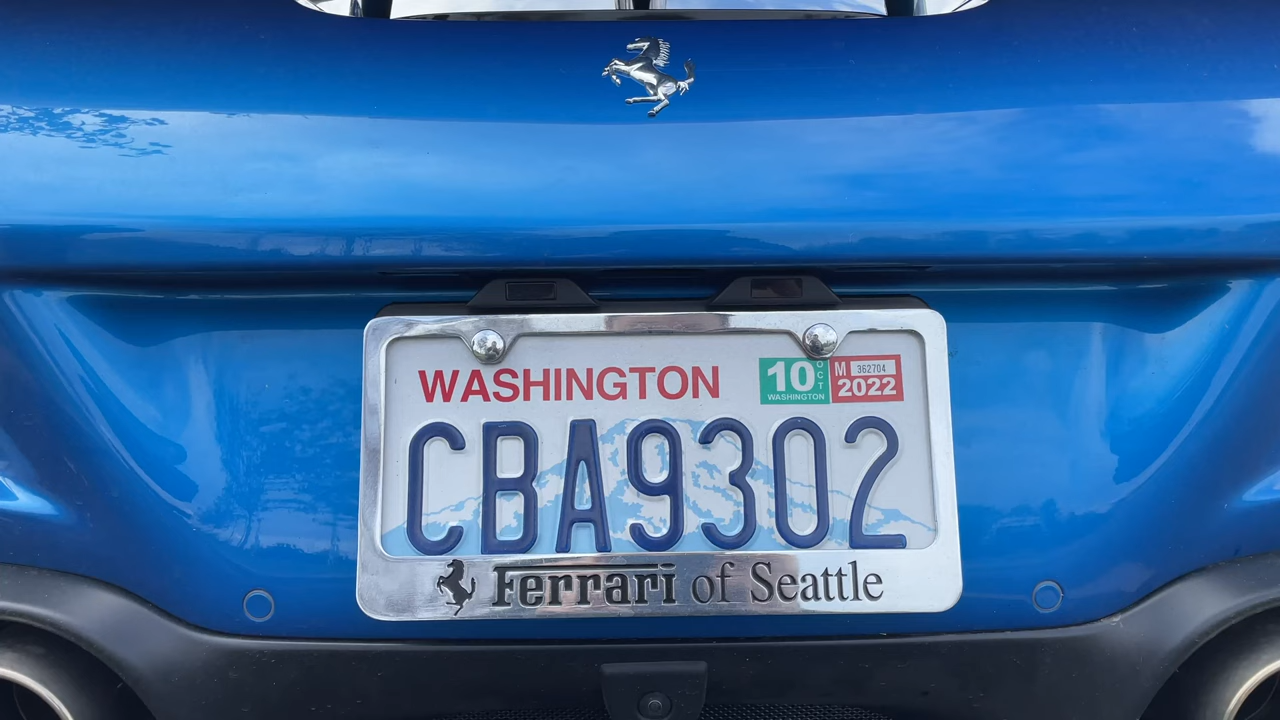 WASHINGTON
10 OCT WASHINGTON
M 362704
2022
CBA9302
Ferrari of Seattle